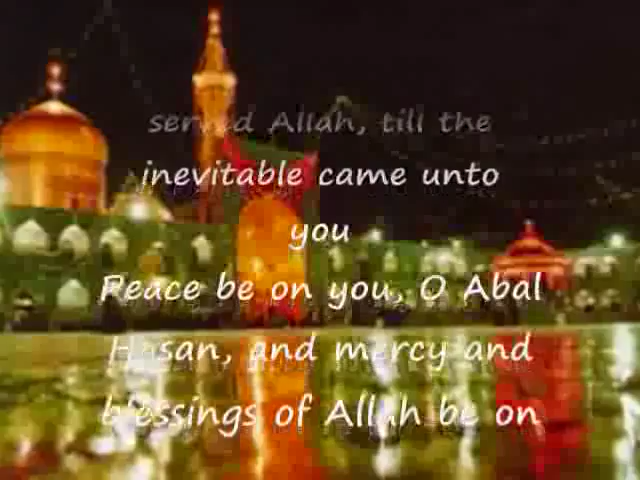 served Allah, till the
inevitable came unto
you
Peace be on you, O Abal
Hasan, and mercy and
blessings of Allah be on